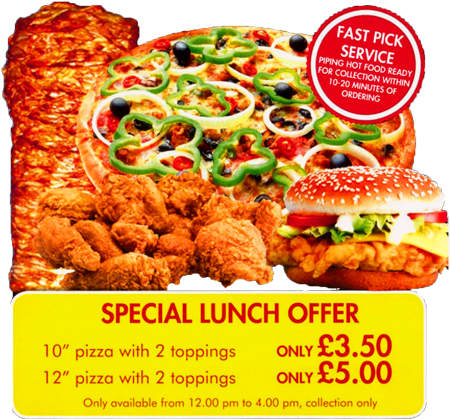 FAST PICK
SERVICE
PIPING HOT FOOD READY
FOR COLLECTION WITHIN
10-20 MINUTES OF
ORDERING
SPECIAL LUNCH OFFER
10” pizza with 2 toppings ONLY £3.50
12” pizza with 2 toppings ONLY £5.00
Only available from 12.00 pm to 4.00 pm, collection only